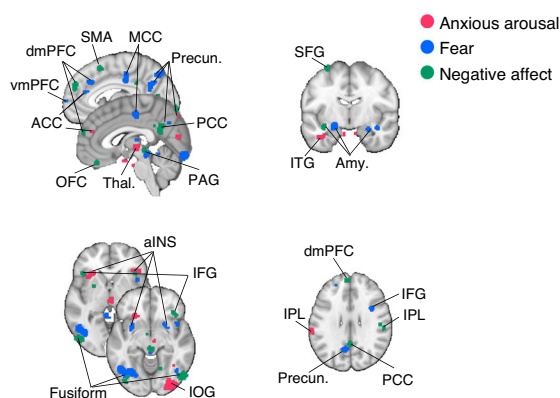 Anxious arousal
Fear
Negative affect
SMA
MCC
dmPFC
Precun.
vmPFC
ACC
PCC
OFC
Thal.
PAG
SFG
ITG
Amy.
aINS
IFG
Fusiform
IOG
dmPFC
IFG
IPL
IPL
Precun.
PCC